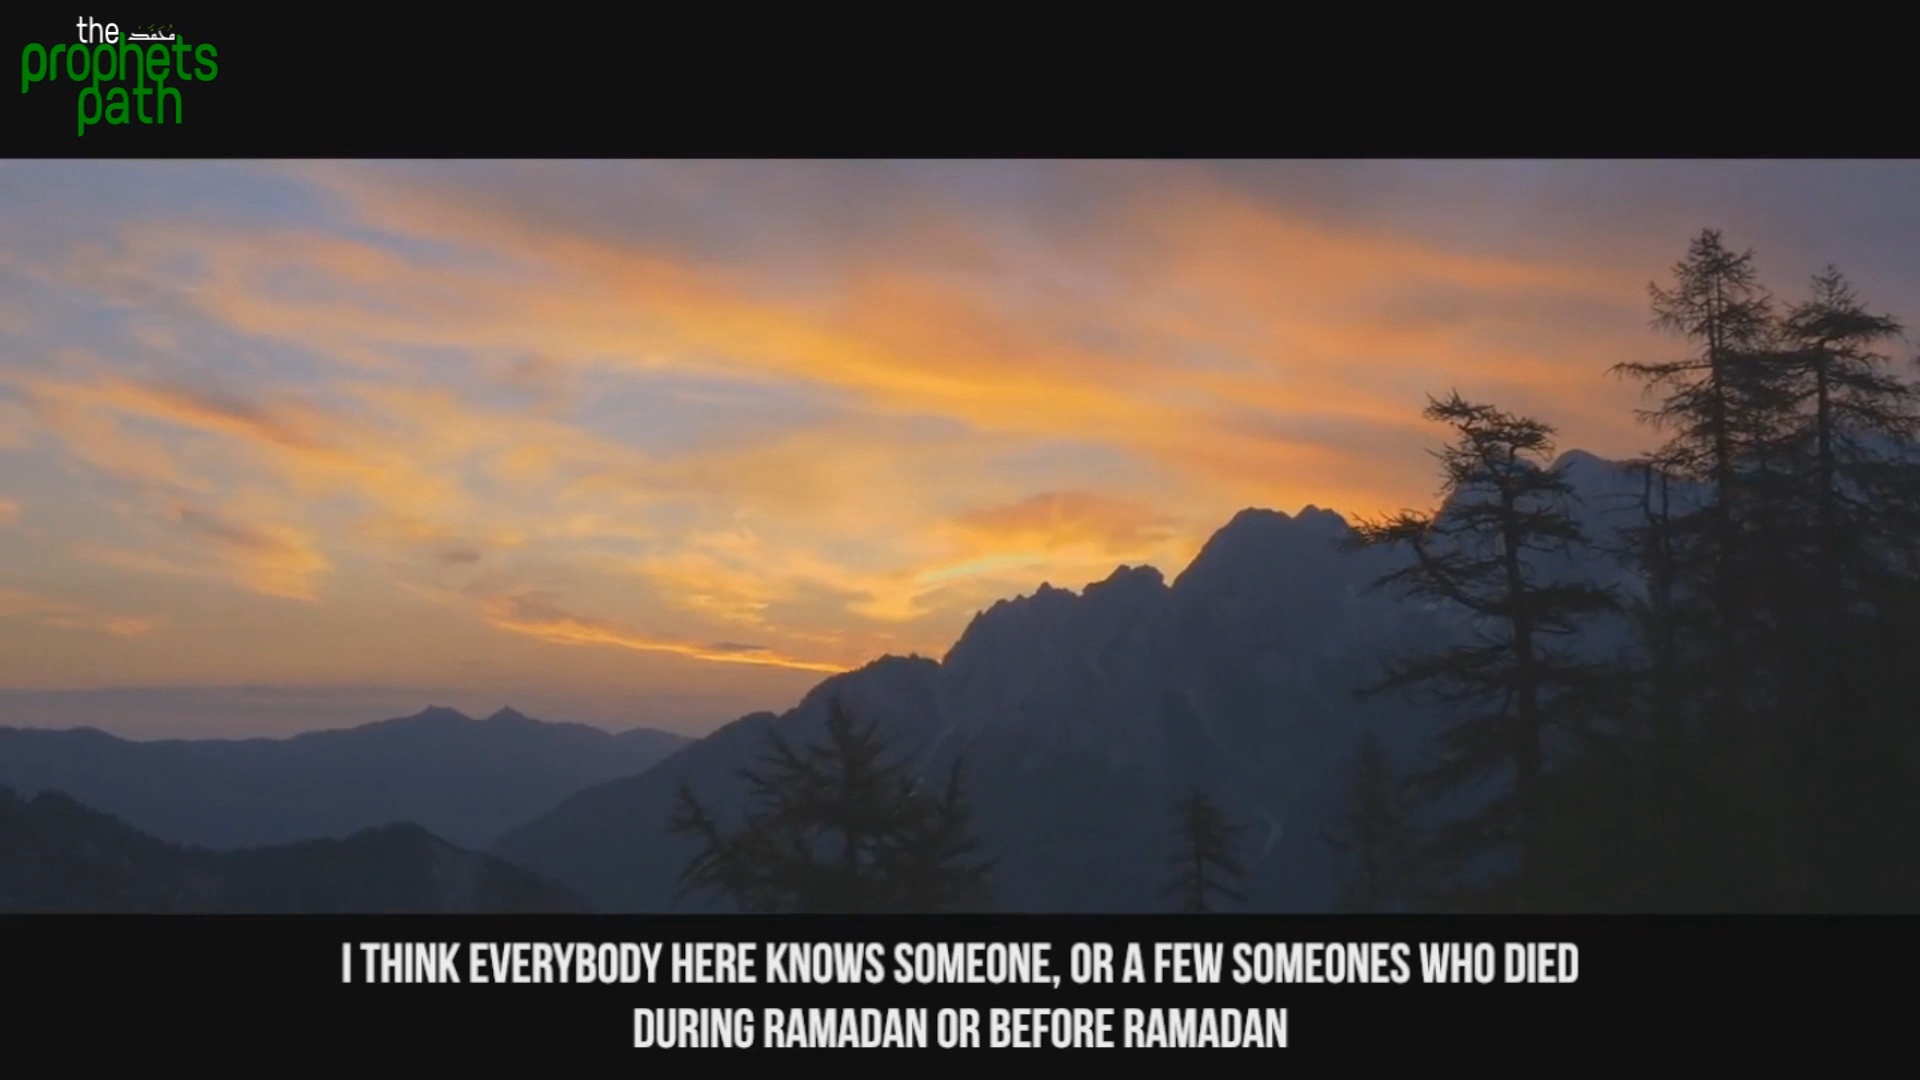 the مُحَمَّد
prophets
path
I THINK EVERYBODY HERE KNOWS SOMEONE, OR A FEW SOMEONES WHO DIED
DURING RAMADAN OR BEFORE RAMADAN